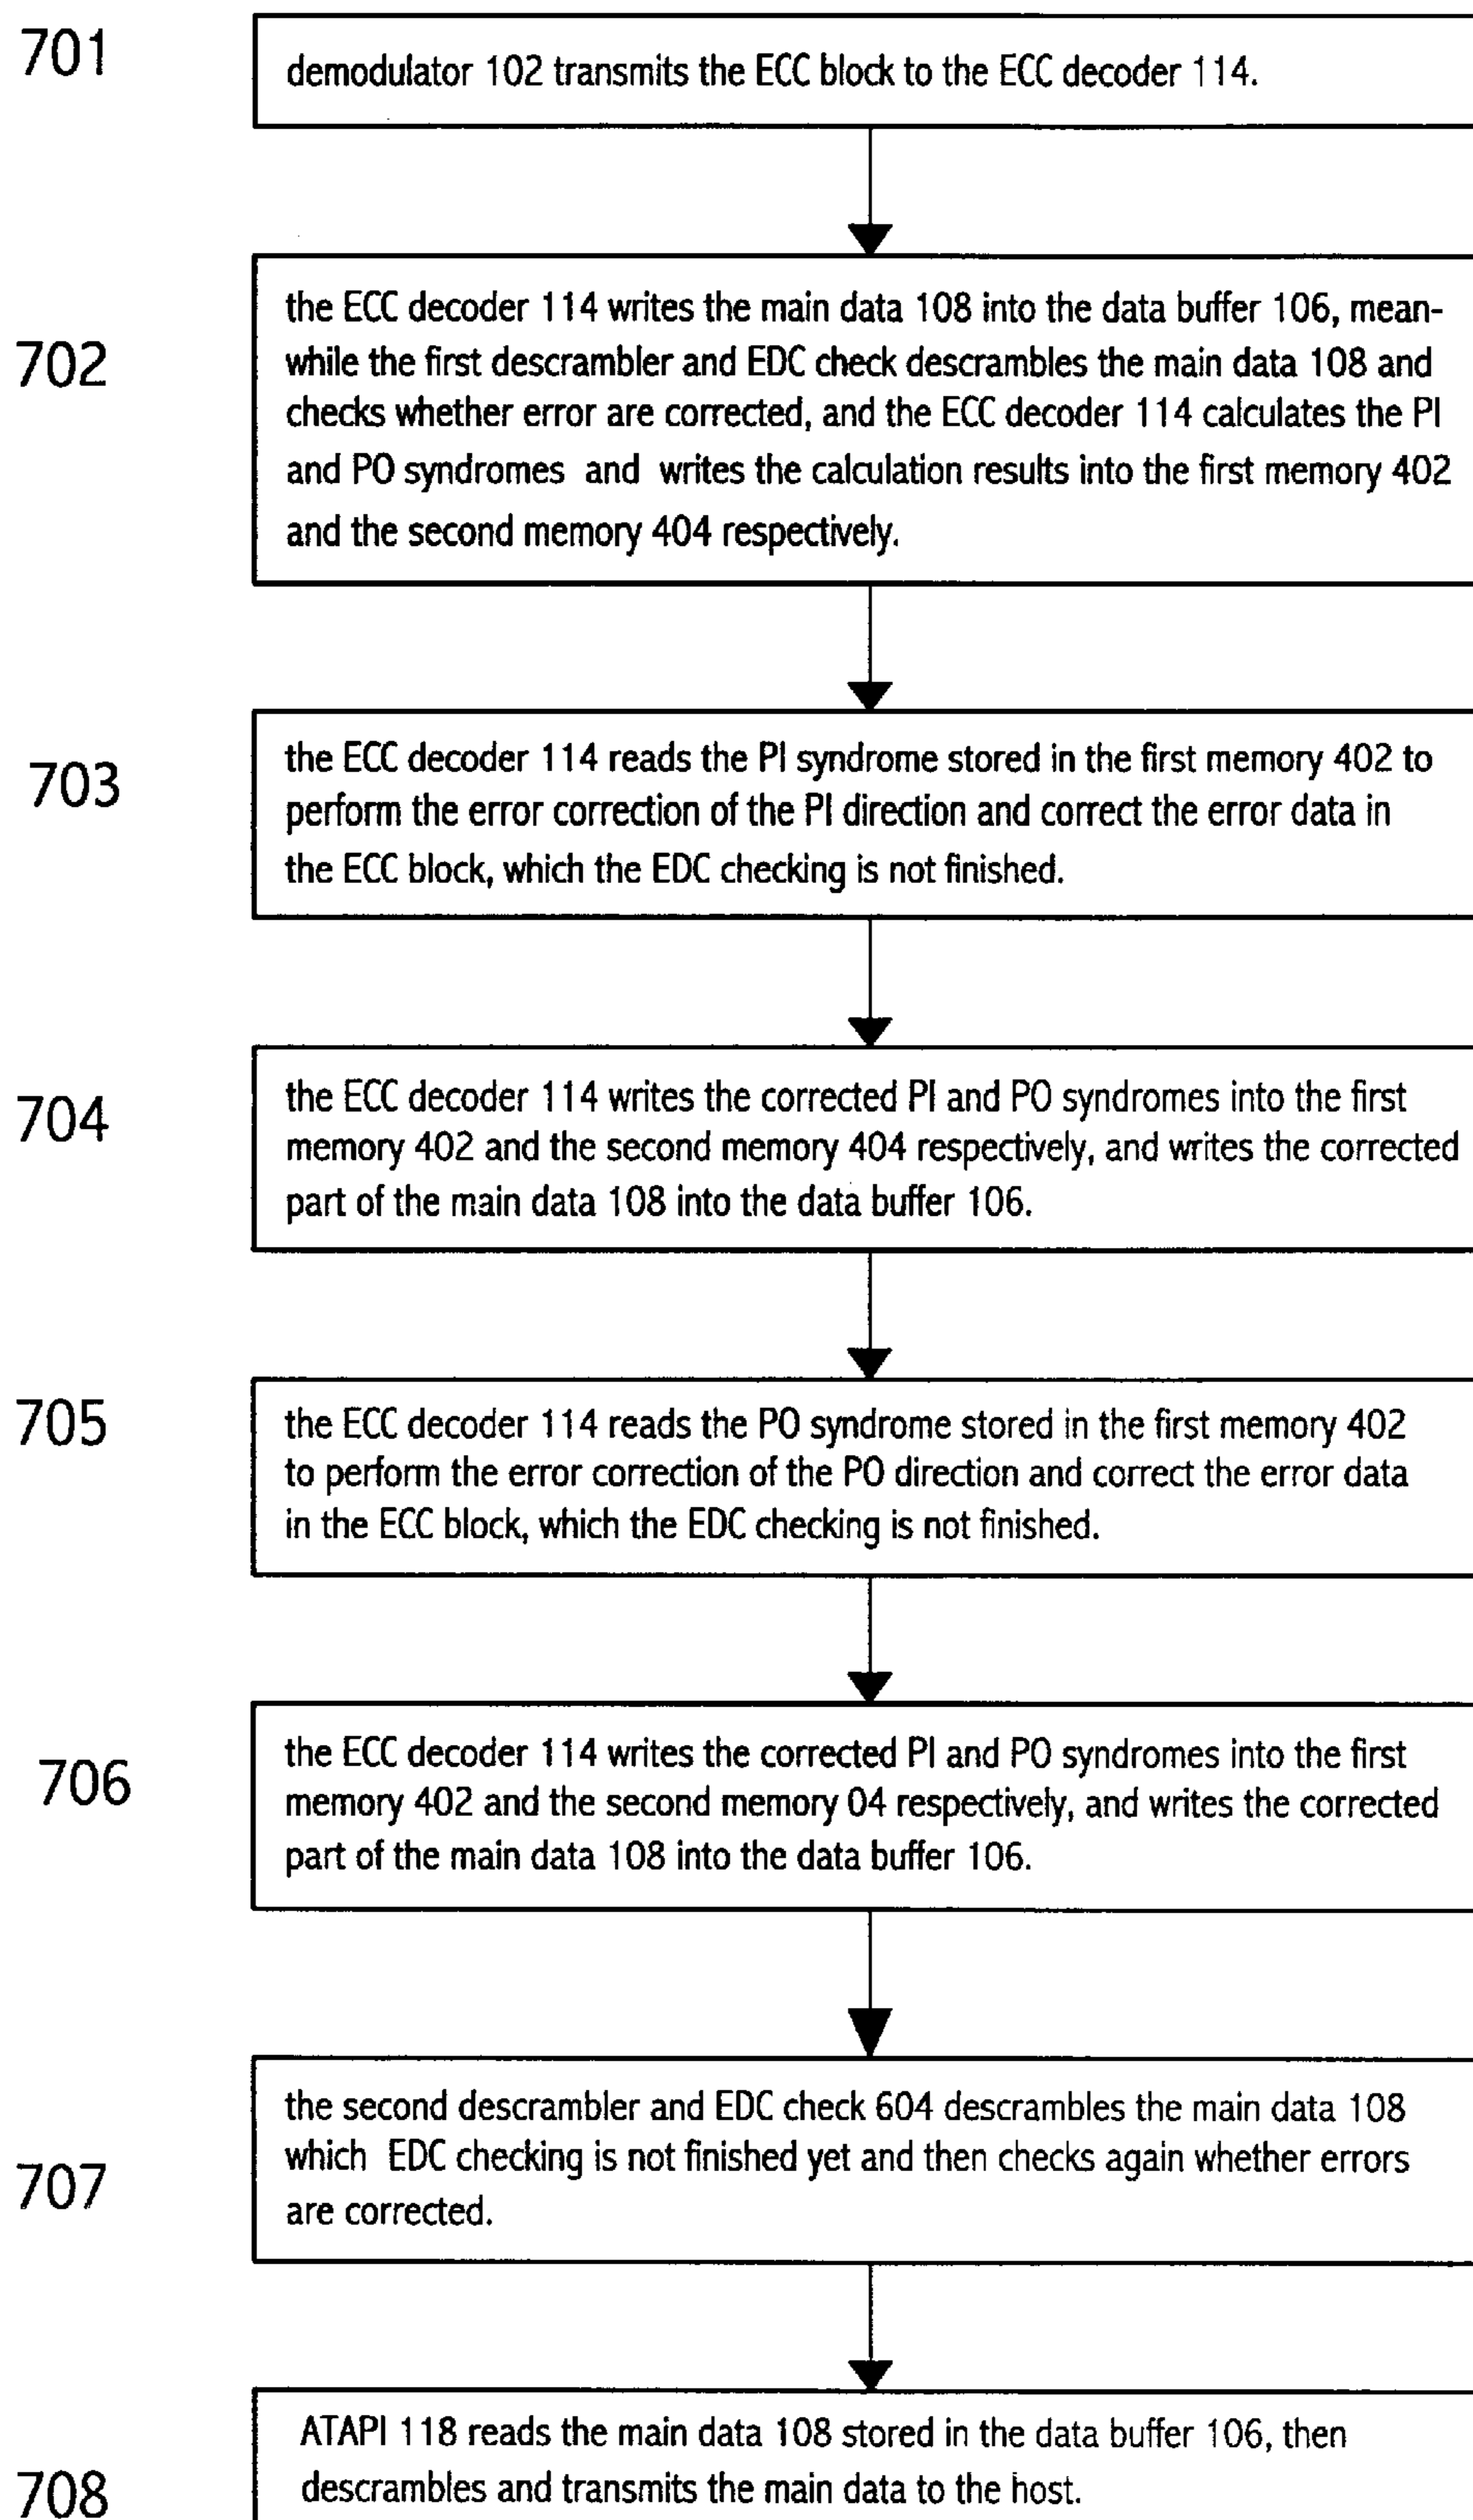 701
demodulator 102 transmits the ECC block to the ECC decoder 114.
702
the ECC decoder 114 writes the main data 108 into the data buffer 106, mean-
while the first descrambler and EDC check descrambles the main data 108 and
checks whether error are corrected, and the ECC decoder 114 calculates the PI
and PO syndromes and writes the calculation results into the first memory 402
and the second memory 404 respectively.
703
the ECC decoder 114 reads the PI syndrome stored in the first memory 402 to
perform the error correction of the PI direction and correct the error data in
the ECC block, which the EDC checking is not finished.
704
the ECC decoder 114 writes the corrected PI and PO syndromes into the first
memory 402 and the second memory 404 respectively, and writes the corrected
part of the main data 108 into the data buffer 106.
705
the ECC decoder 114 reads the PO syndrome stored in the first memory 402
to perform the error correction of the PO direction and correct the error data
in the ECC block, which the EDC checking is not finished.
706
the ECC decoder 114 writes the corrected PI and PO syndromes into the first
memory 402 and the second memory 04 respectively, and writes the corrected
part of the main data 108 into the data buffer 106.
707
the second descrambler and EDC check 604 descrambles the main data 108
which EDC checking is not finished yet and then checks again whether errors
are corrected.
708
ATAPI 118 reads the main data 108 stored in the data buffer 106, then
descrambles and transmits the main data to the host.